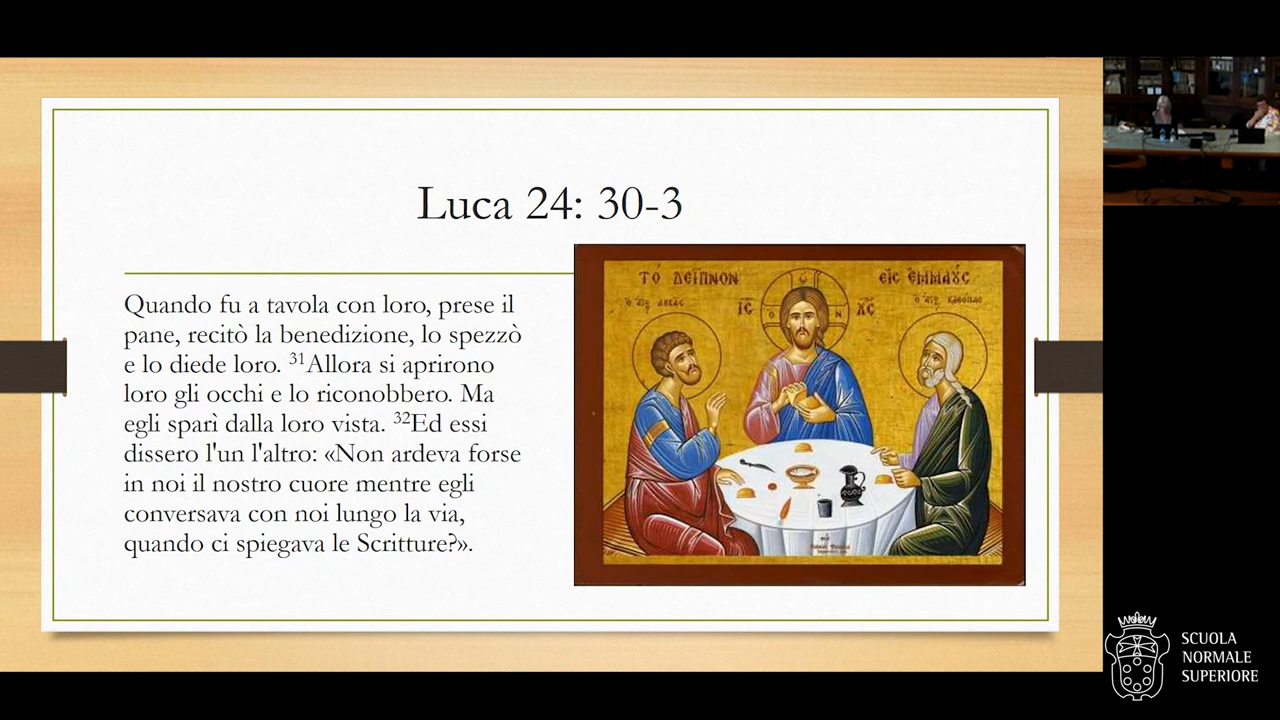 Luca 24: 30-3
Quando fu a tavola con loro, prese il
pane, recitò la benedizione, lo spezzò
e lo diede loro. ³¹Allora si aprirono
loro gli occhi e lo riconobbero. Ma
egli sparì dalla loro vista. ³²Ed essi
dissero l'un l'altro: «Non ardeva forse
in noi il nostro cuore mentre egli
conversava con noi lungo la via,
quando ci spiegava le Scritture?».
ΤΟ ΔΕΙΠΝΟΝ
ΕΙΣ ΕΜΜΑΟΥΣ
ΙC
ΧC
SCUOLA
NORMALE
SUPERIORE